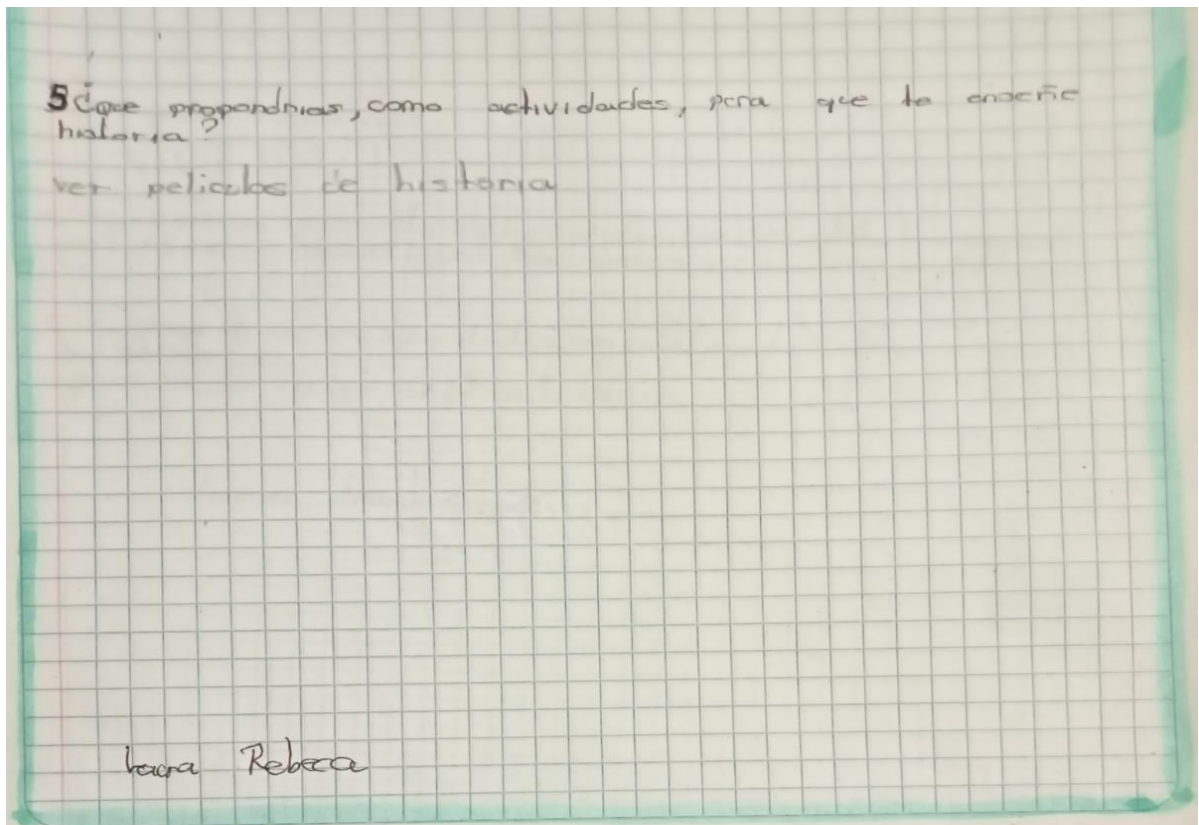 5 ¿que propondrias, como actividades, para que te enseñe
historia?
ver peliculas de historia
Rebeca